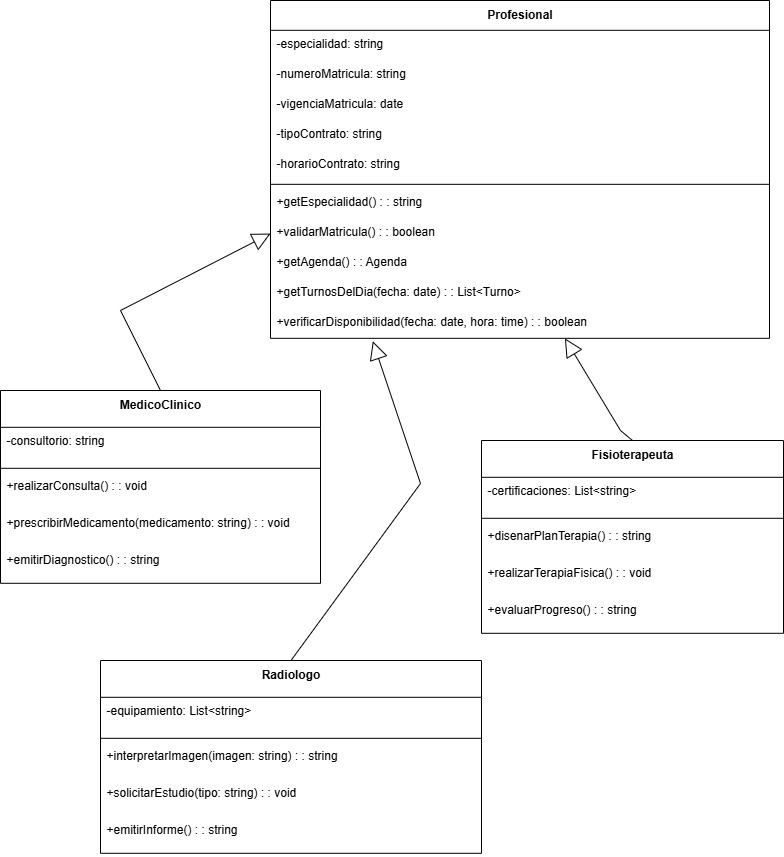 Profesional
-especialidad: string
-numeroMatricula: string
-vigenciaMatricula: date
-tipoContrato: string
-horarioContrato: string
+getEspecialidad() : : string
+validarMatricula() : : boolean
+getAgenda() : : Agenda
+getTurnosDelDia(fecha: date) : : List<Turno>
+verificarDisponibilidad(fecha: date, hora: time) : : boolean
MedicoClinico
-consultorio: string
+realizarConsulta() : : void
+prescribirMedicamento(medicamento: string) : : void
+emitirDiagnostico() : : string
Fisioterapeuta
-certificaciones: List<string>
+disenarPlanTerapia() : : string
+realizarTerapiaFisica() : : void
+evaluarProgreso() : : string
Radiologo
-equipamiento: List<string>
+interpretarImagen(imagen: string) : : string
+solicitarEstudio(tipo: string) : : void
+emitirInforme() : : string